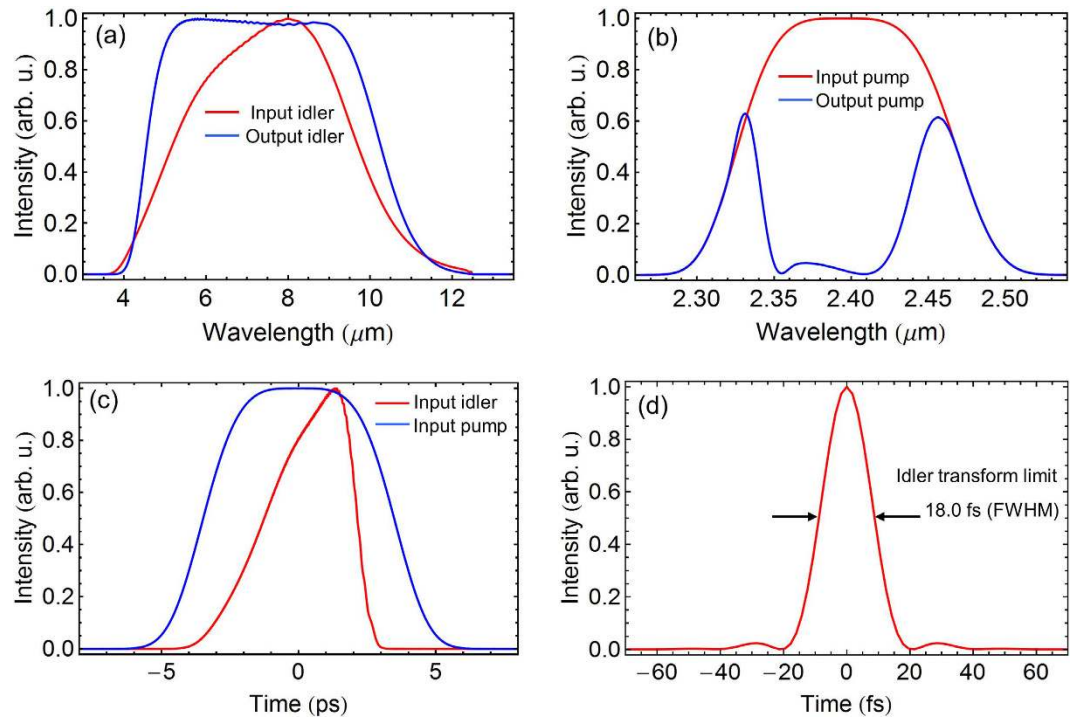 (a)
Input idler
Output idler
Intensity (arb. u.)
1.0
0.8
0.6
0.4
0.2
0.0
4
6
8
10
12
Wavelength (μm)
(b)
Input pump
Output pump
Intensity (arb. u.)
1.0
0.8
0.6
0.4
0.2
0.0
2.30
2.35
2.40
2.45
2.50
Wavelength (μm)
(c)
Input idler
Input pump
Intensity (arb. u.)
1.0
0.8
0.6
0.4
0.2
0.0
−5
0
5
Time (ps)
(d)
Idler transform limit
18.0 fs (FWHM)
Intensity (arb. u.)
1.0
0.8
0.6
0.4
0.2
0.0
−60
−40
−20
0
20
40
60
Time (fs)